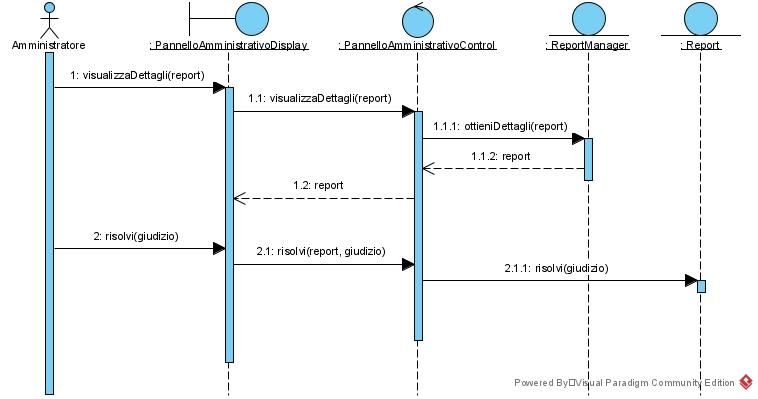 Amministratore
: PannelloAmministrativoDisplay
: PannelloAmministrativoControl
: ReportManager
: Report
1: visualizzaDettagli(report)
1.1: visualizzaDettagli(report)
1.1.1: ottieniDettagli(report)
1.1.2: report
1.2: report
2: risolvi(giudizio)
2.1: risolvi(report, giudizio)
2.1.1: risolvi(giudizio)
Powered By Visual Paradigm Community Edition